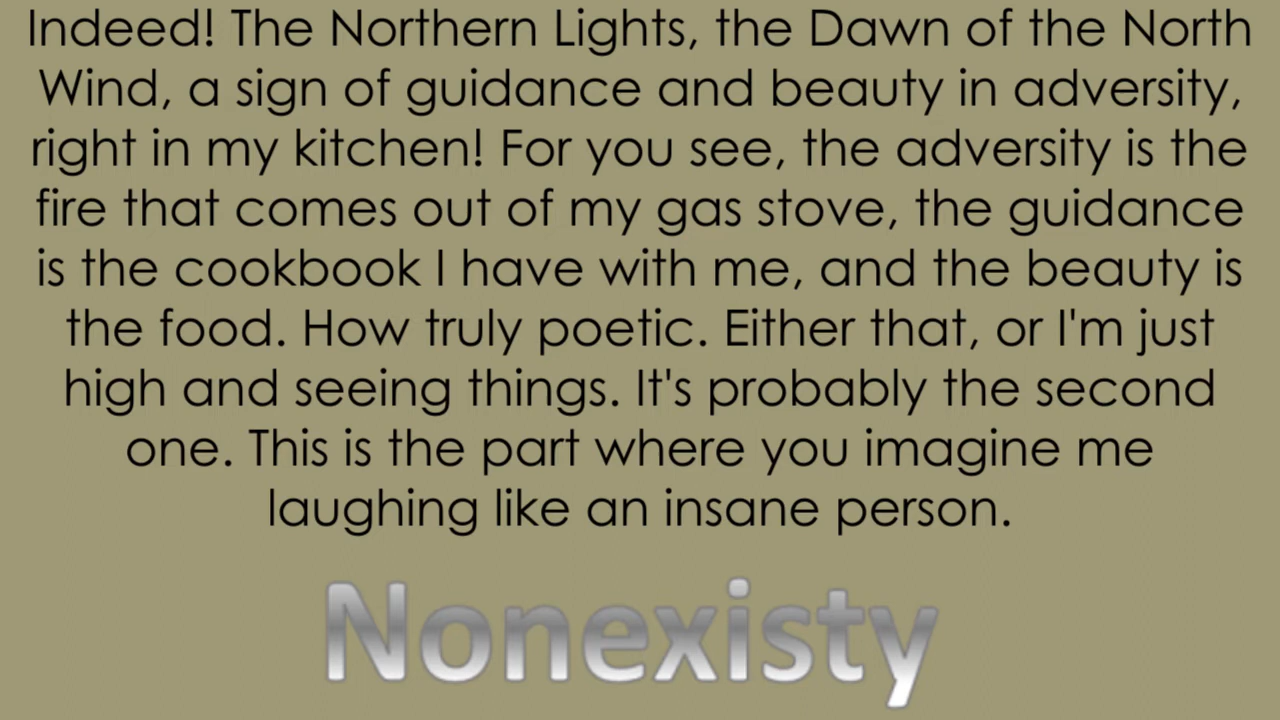 Indeed! The Northern Lights, the Dawn of the North
Wind, a sign of guidance and beauty in adversity,
right in my kitchen! For you see, the adversity is the
fire that comes out of my gas stove, the guidance
is the cookbook I have with me, and the beauty is
the food. How truly poetic. Either that, or I'm just
high and seeing things. It's probably the second
one. This is the part where you imagine me
laughing like an insane person.
Nonexisty